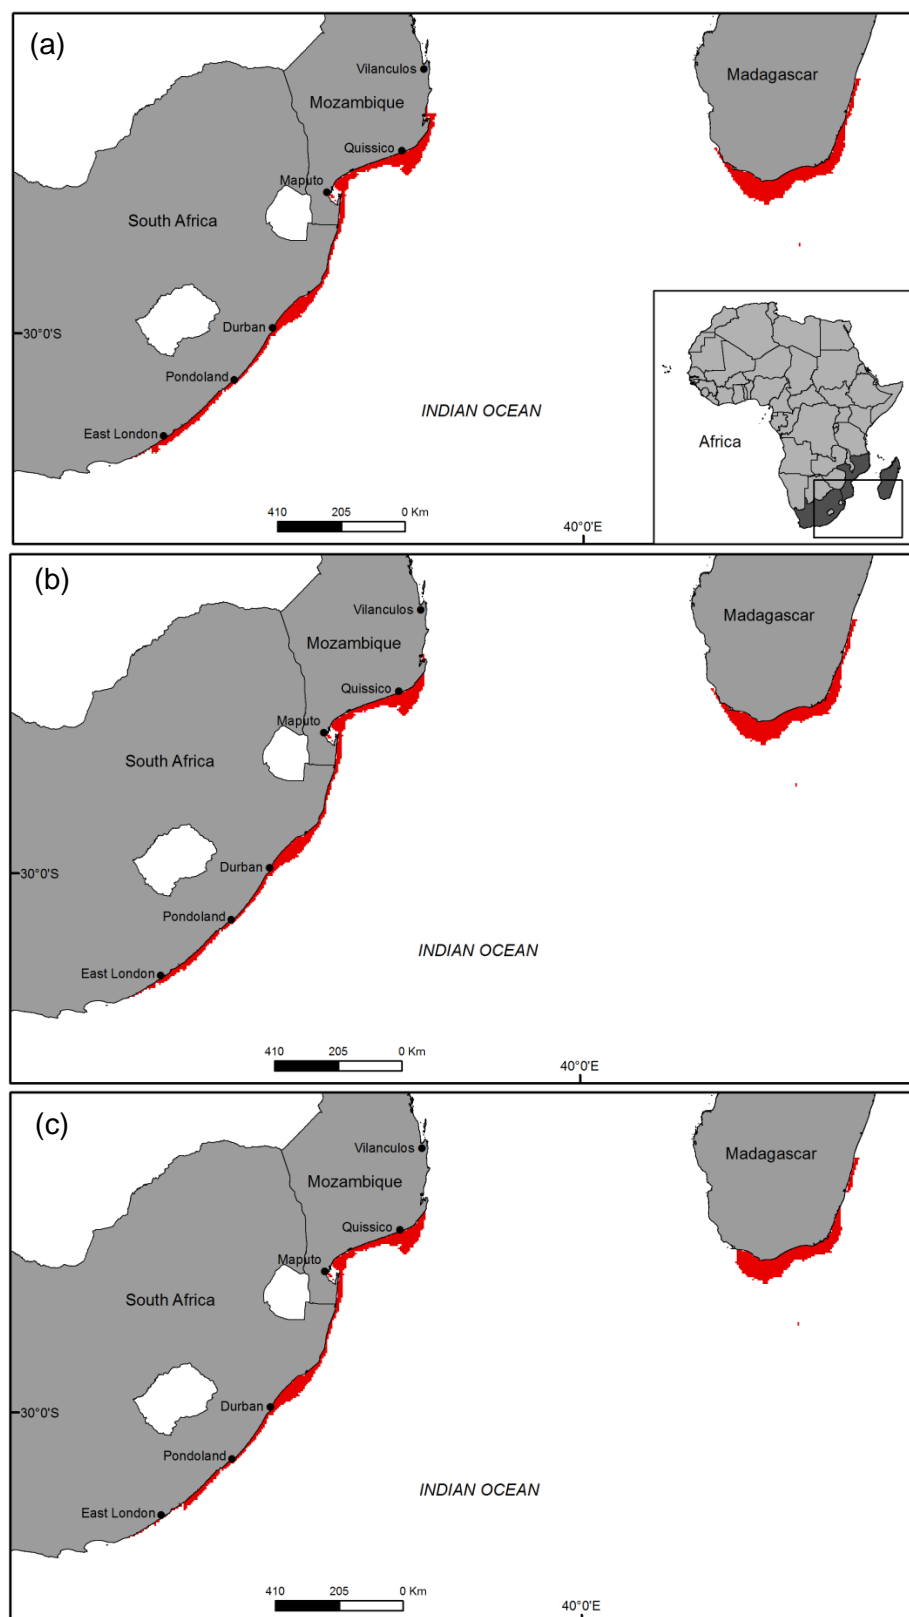 (a)
Vilanculos
Madagascar
Mozambique
Quissico
Maputo
South Africa
Durban
30°0'S
Pondoland
INDIAN OCEAN
East London
Africa
410 205 0 Km
40°0'E
(b)
Vilanculos
Madagascar
Mozambique
Quissico
Maputo
South Africa
Durban
30°0'S
Pondoland
INDIAN OCEAN
East London
410 205 0 Km
40°0'E
(c)
Vilanculos
Madagascar
Mozambique
Quissico
Maputo
South Africa
Durban
30°0'S
Pondoland
INDIAN OCEAN
East London
410 205 0 Km
40°0'E